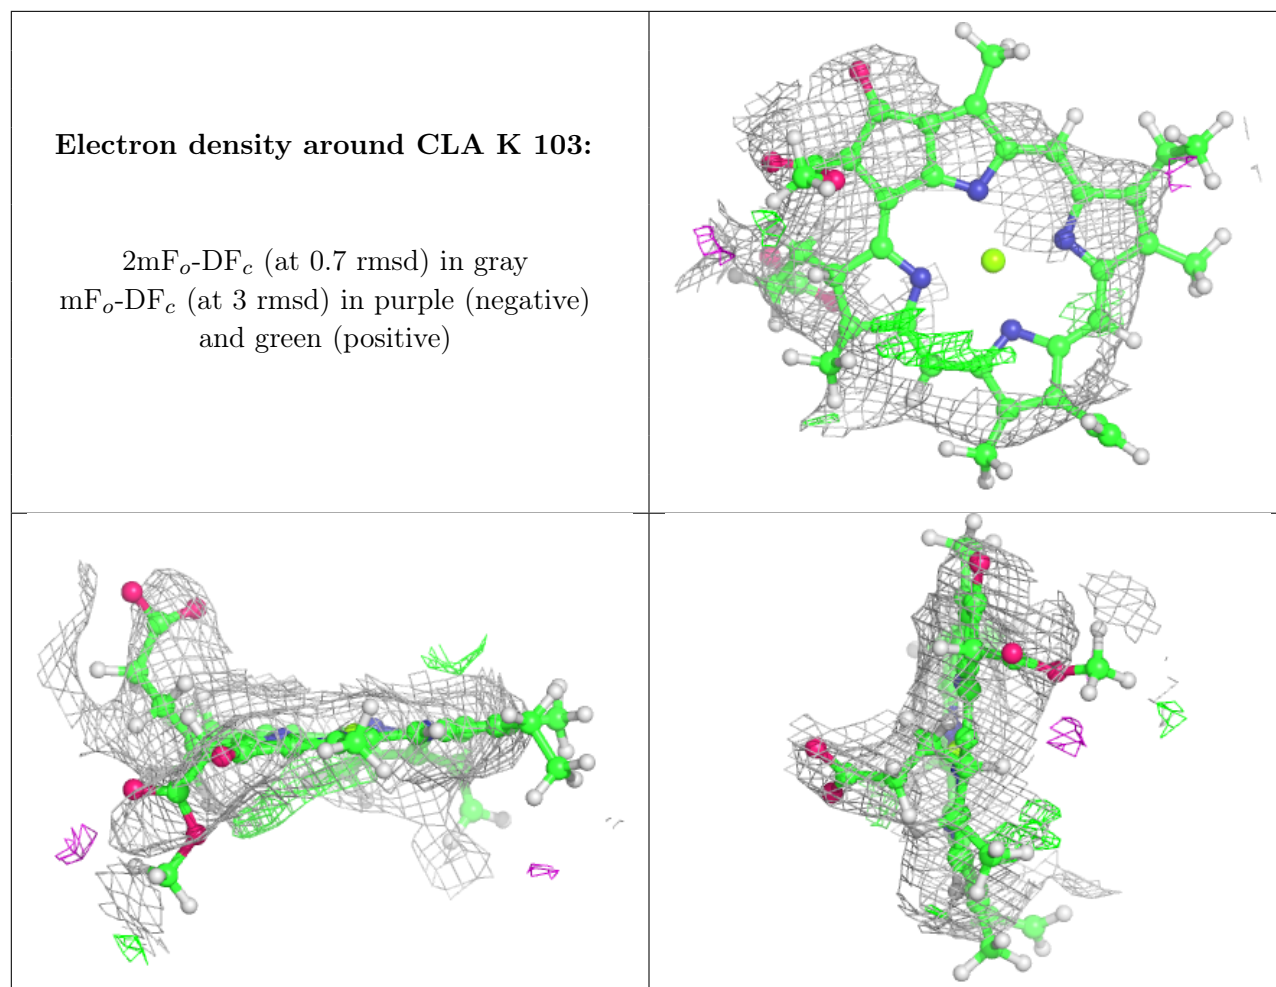 Electron density around CLA K 103:
2mFo-DFc (at 0.7 rmsd) in gray
mFo-DFc (at 3 rmsd) in purple (negative)
and green (positive)